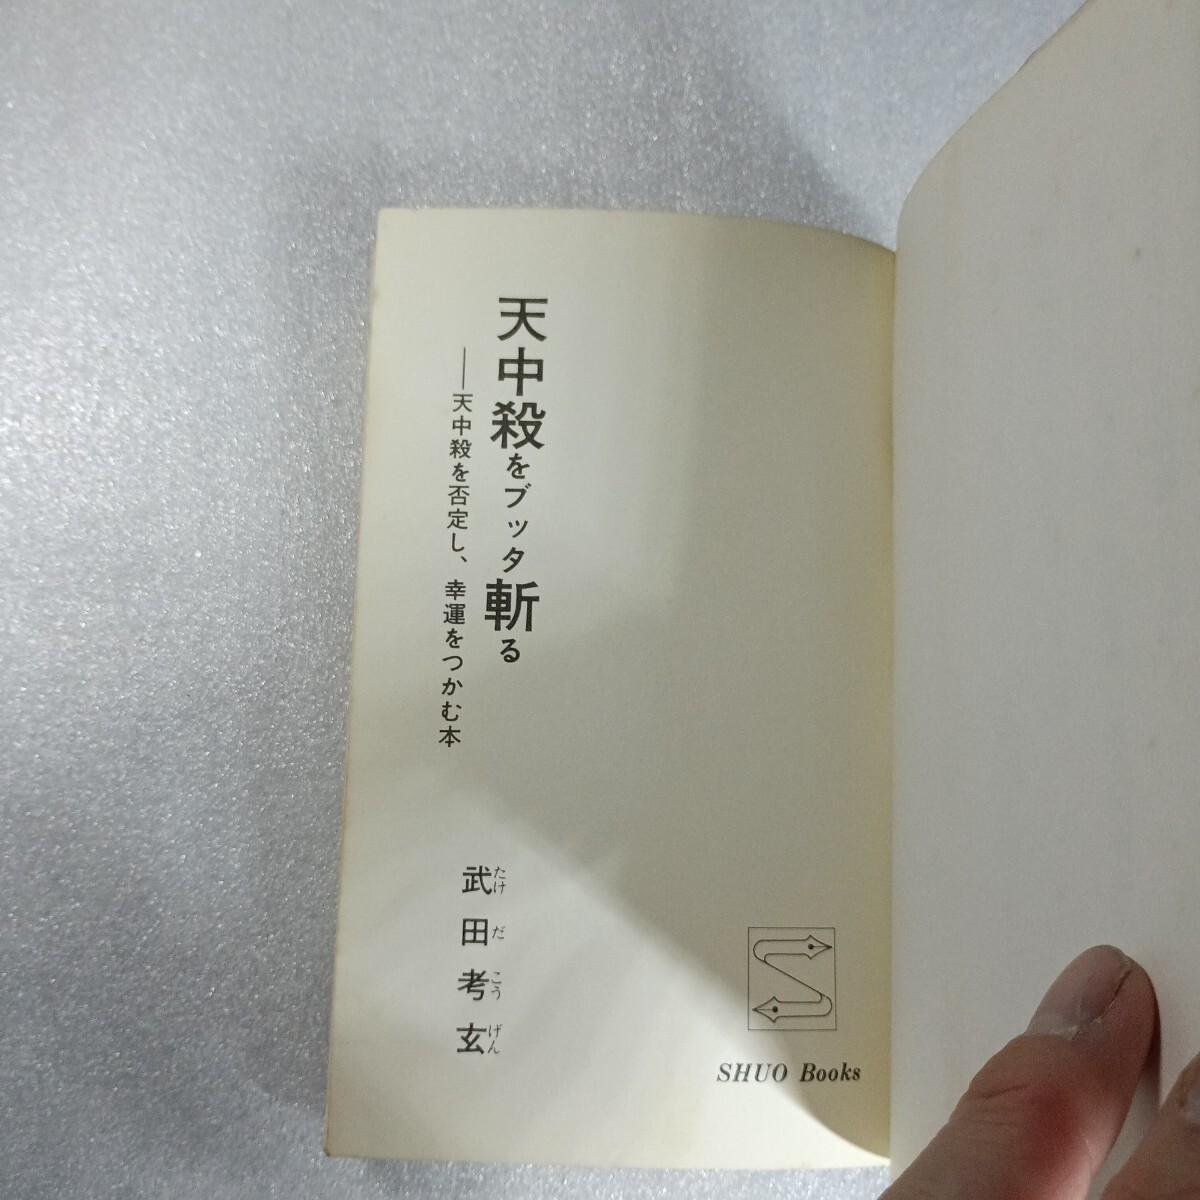 天中殺をブッタ斬る
——天中殺を否定し、幸運をつかむ本
武田考玄
たけだこうげん
SHUO Books